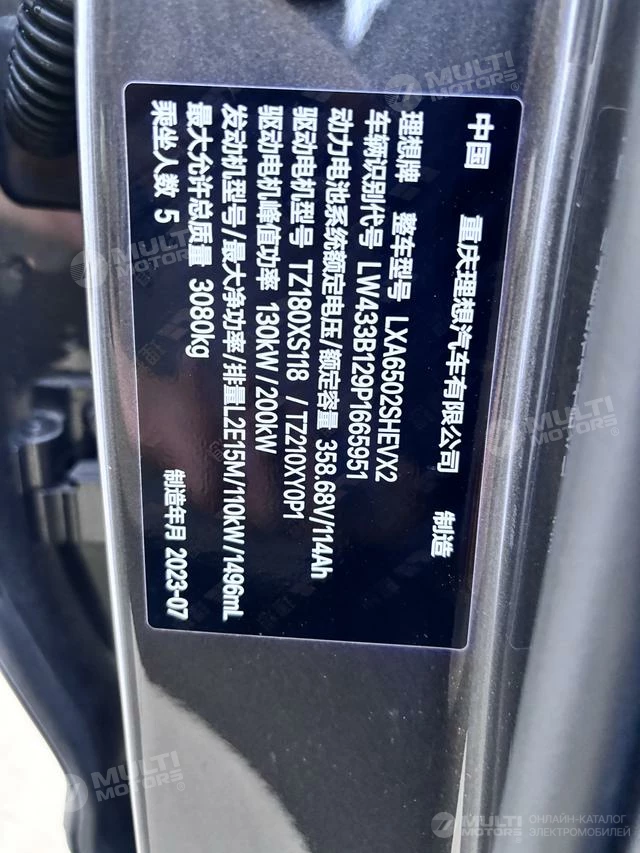 中国 重庆理想汽车有限公司 制造
理想牌 整车型号 LXA6502SHEVX2
车辆识别代号 LW433B129P1665951
动力电池系统额定电压/额定容量 358.68V/114Ah
驱动电机型号 TZ180XS118 / TZ210XY0P1
驱动电机峰值功率 130kW/200kW
发动机型号/最大净功率/排量L2E15M/110kW/1496mL
最大允许总质量 3080kg
乘坐人数 5 制造年月 2023-07
MULTI MOTORS®
MULTI MOTORS
MULTI MOTORS
MULTI MOTORS
MULTI MOTORS
ОНЛАЙН-КАТАЛОГ
ЭЛЕКТРОМОБИЛЕЙ